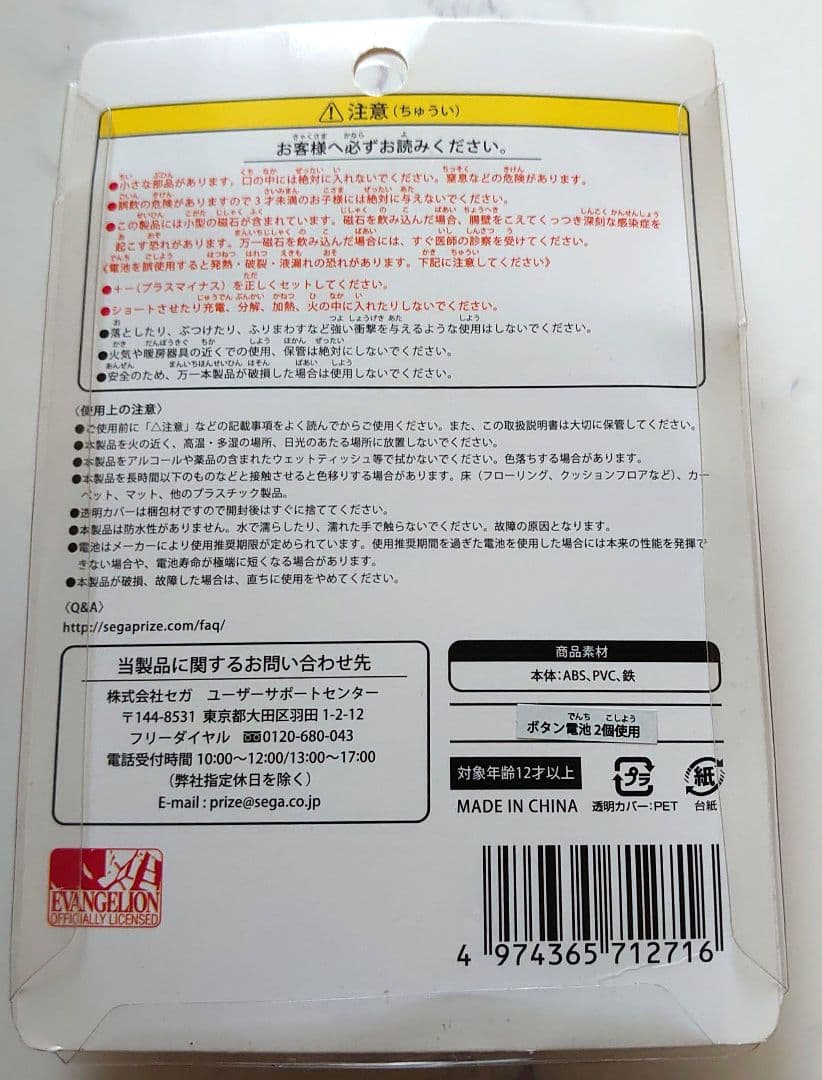 ⚠注意（ちゅうい）
お客様へ必ずお読みください。
●小さな部品があります。口の中には絶対に入れないでください。窒息などの危険があります。
●誤飲の危険がありますので3才未満のお子様には絶対に与えないでください。
●この製品には小型の磁石が含まれています。磁石を飲み込んだ場合、腸壁をこえてくっつき深刻な感染症を
起こす恐れがあります。万一磁石を飲み込んだ場合には、すぐ医師の診察を受けてください。
《電池を誤使用すると発熱・破裂・液漏れの恐れがあります。下記に注意してください》
●＋－（プラスマイナス）を正しくセットしてください。
●ショートさせたり充電、分解、加熱、火の中に入れたりしないでください。
●落としたり、ぶつけたり、ふりまわすなど強い衝撃を与えるような使用はしないでください。
●火気や暖房器具の近くでの使用、保管は絶対にしないでください。
●安全のため、万一本製品が破損した場合は使用しないでください。
〈使用上の注意〉
●ご使用前に「⚠注意」などの記載事項をよく読んでからご使用ください。また、この取扱説明書は大切に保管してください。
●本製品を火の近く、高温・多湿の場所、日光のあたる場所に放置しないでください。
●本製品をアルコールや薬品の含まれたウェットティッシュ等で拭かないでください。色落ちする場合があります。
●本製品を長時間以下のものなどと接触させると色移りする場合があります。床（フローリング、クッションフロアなど）、カー
ペット、マット、他のプラスチック製品。
●透明カバーは梱包材ですので開封後はすぐに捨ててください。
●本製品は防水性がありません。水で濡らしたり、濡れた手で触らないでください。故障の原因となります。
●電池はメーカーにより使用推奨期限が定められています。使用推奨期間を過ぎた電池を使用した場合には本来の性能を発揮で
きない場合や、電池寿命が極端に短くなる場合があります。
●本製品が破損、故障した場合は、直ちに使用をやめてください。
〈Q&A〉
http://segaprize.com/faq/
当製品に関するお問い合わせ先
株式会社セガ ユーザーサポートセンター
〒144-8531 東京都大田区羽田1-2-12
フリーダイヤル 0120-680-043
電話受付時間 10:00〜12:00/13:00〜17:00
（弊社指定休日を除く）
E-mail : prize@sega.co.jp
商品素材
本体：ABS、PVC、鉄
ボタン電池2個使用
対象年齢12才以上
MADE IN CHINA
プラ
透明カバー：PET
紙
台紙
EVANGELION
OFFICIALLY LICENSED
4 974365 712716